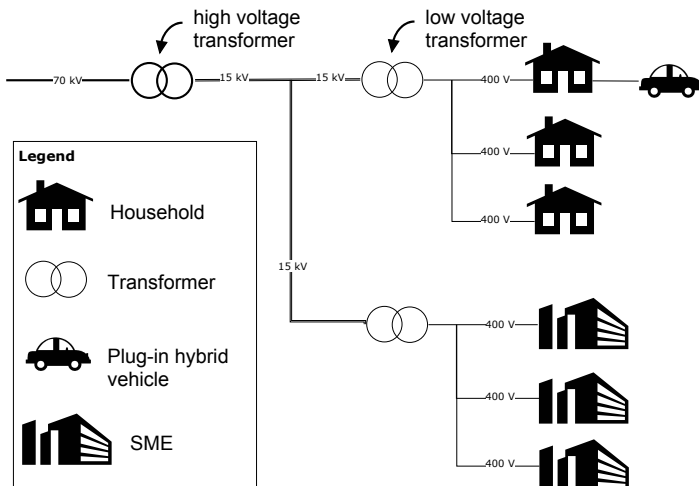 high voltage
transformer
low voltage
transformer
70 kV
15 kV
15 kV
400 V
400 V
400 V
Legend
Household
Transformer
Plug-in hybrid
vehicle
SME
15 kV
400 V
400 V
400 V